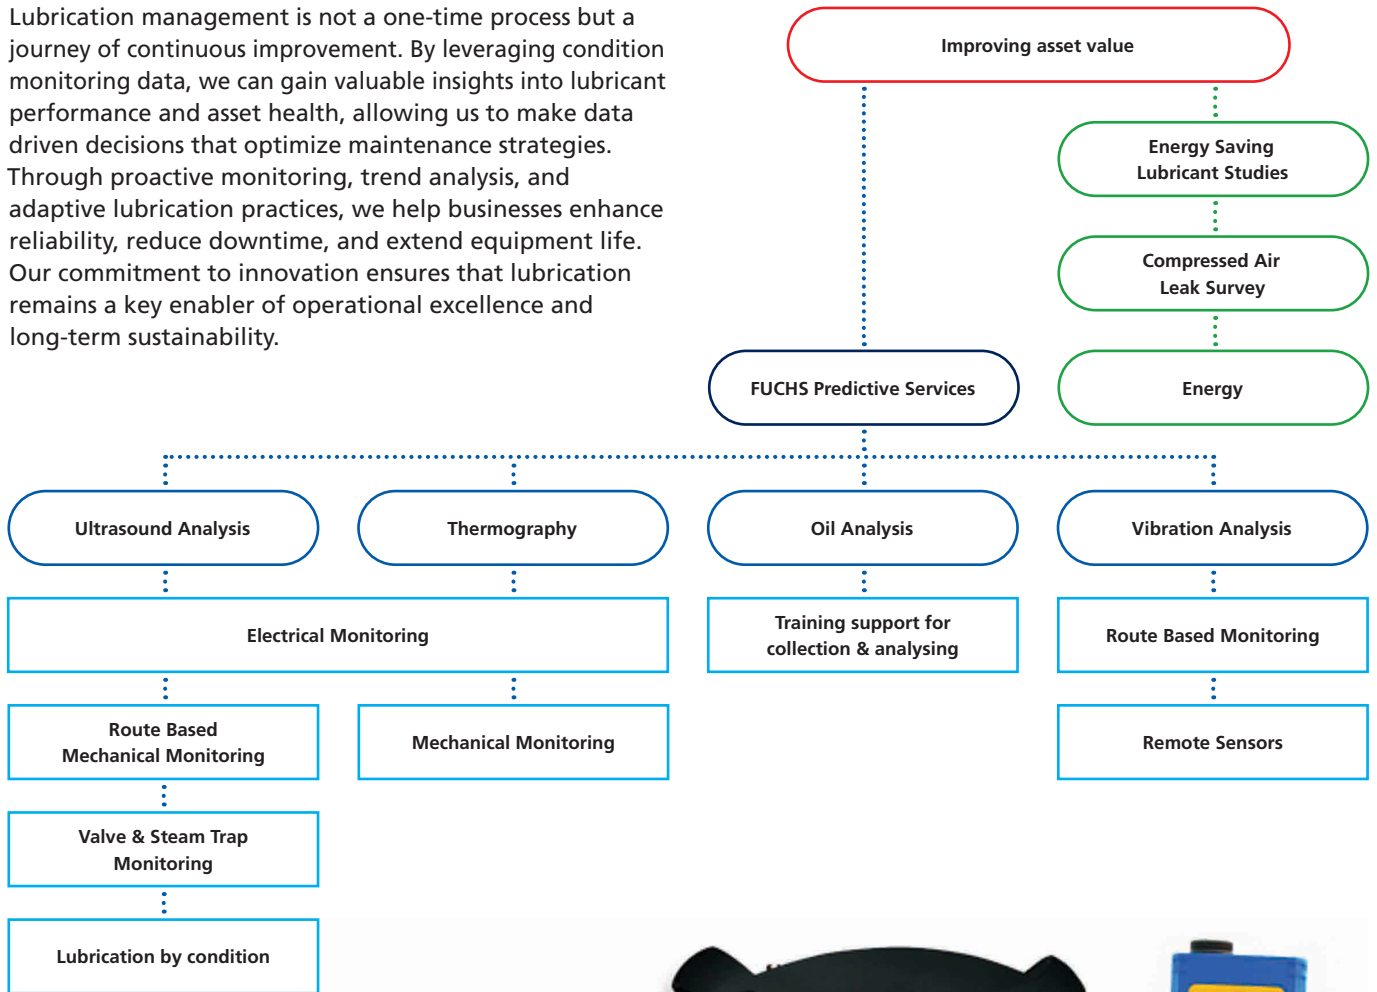 Lubrication management is not a one-time process but a
journey of continuous improvement. By leveraging condition
monitoring data, we can gain valuable insights into lubricant
performance and asset health, allowing us to make data
driven decisions that optimize maintenance strategies.
Through proactive monitoring, trend analysis, and
adaptive lubrication practices, we help businesses enhance
reliability, reduce downtime, and extend equipment life.
Our commitment to innovation ensures that lubrication
remains a key enabler of operational excellence and
long-term sustainability.
Improving asset value
Energy Saving
Lubricant Studies
Compressed Air
Leak Survey
FUCHS Predictive Services
Energy
Ultrasound Analysis
Thermography
Oil Analysis
Vibration Analysis
Electrical Monitoring
Training support for
collection & analysing
Route Based Monitoring
Route Based
Mechanical Monitoring
Mechanical Monitoring
Remote Sensors
Valve & Steam Trap
Monitoring
Lubrication by condition